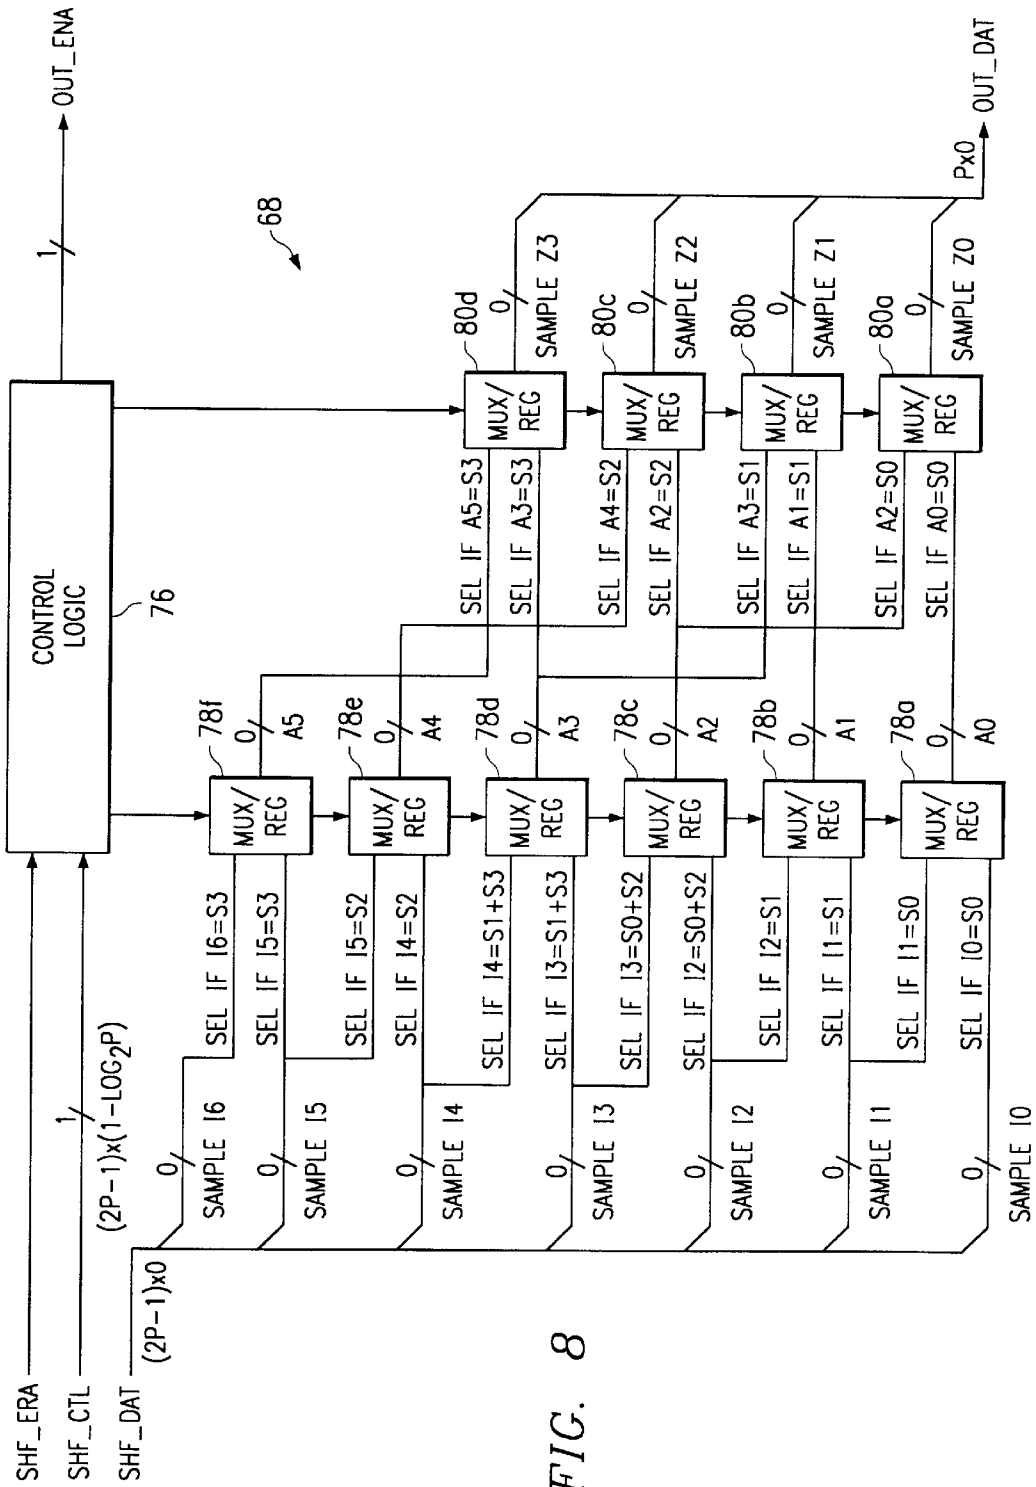 SHF_ERA
SHF_CTL
SHF_DAT
1
(2P-1)x(1-LOG2P)
(2P-1)x0
CONTROL
LOGIC
76
1
OUT_ENA
68
0
SAMPLE I6
0
SAMPLE I5
0
SAMPLE I4
0
SAMPLE I3
0
SAMPLE I2
0
SAMPLE I1
0
SAMPLE I0
SEL IF I6=S3
SEL IF I5=S3
SEL IF I5=S2
SEL IF I4=S2
SEL IF I4=S1+S3
SEL IF I3=S1+S3
SEL IF I3=S0+S2
SEL IF I2=S0+S2
SEL IF I2=S1
SEL IF I1=S1
SEL IF I1=S0
SEL IF I0=S0
MUX/
REG
78f
MUX/
REG
78e
MUX/
REG
78d
MUX/
REG
78c
MUX/
REG
78b
MUX/
REG
78a
0
A5
0
A4
0
A3
0
A2
0
A1
0
A0
SEL IF A5=S3
SEL IF A3=S3
SEL IF A4=S2
SEL IF A2=S2
SEL IF A3=S1
SEL IF A1=S1
SEL IF A2=S0
SEL IF A0=S0
MUX/
REG
80d
MUX/
REG
80c
MUX/
REG
80b
MUX/
REG
80a
0
SAMPLE Z3
0
SAMPLE Z2
0
SAMPLE Z1
0
SAMPLE Z0
Px0
OUT_DAT
FIG. 8